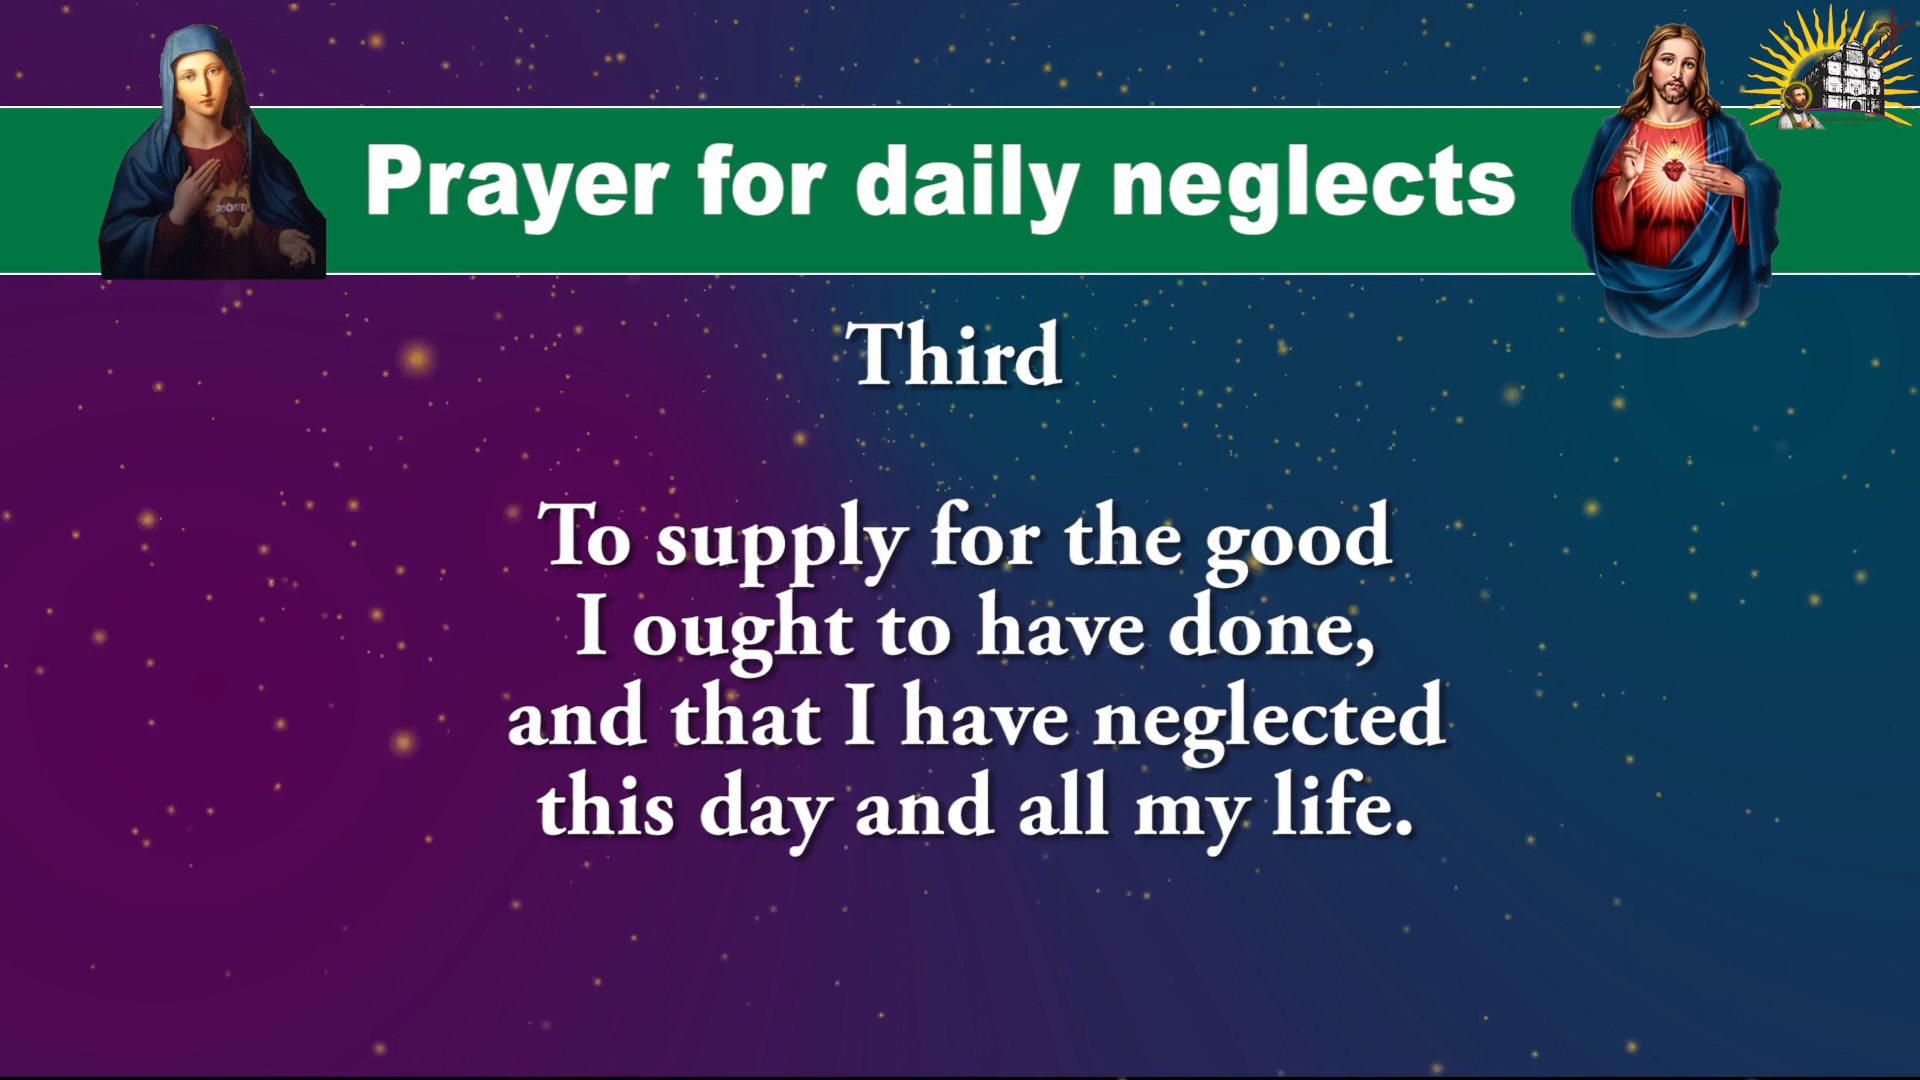 Prayer for daily neglects
Third
To supply for the good
I ought to have done,
and that I have neglected
this day and all my life.